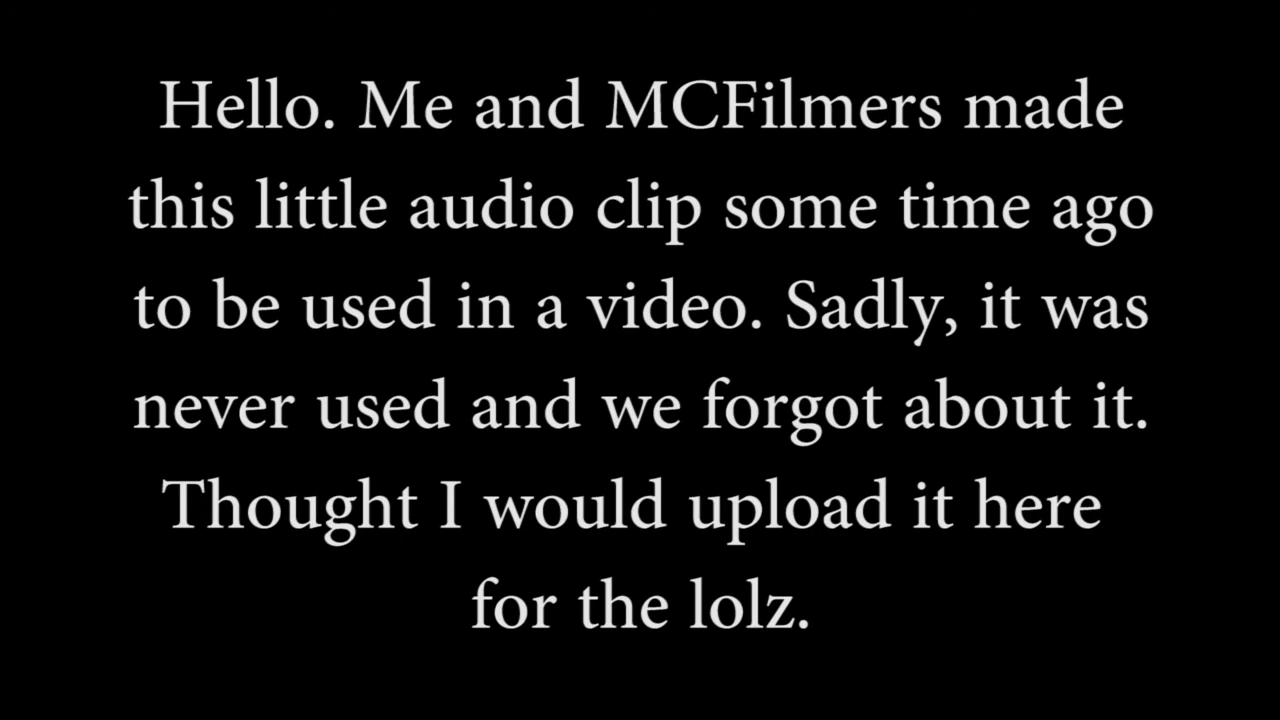 Hello. Me and MCFilmers made
this little audio clip some time ago
to be used in a video. Sadly, it was
never used and we forgot about it.
Thought I would upload it here
for the lolz.